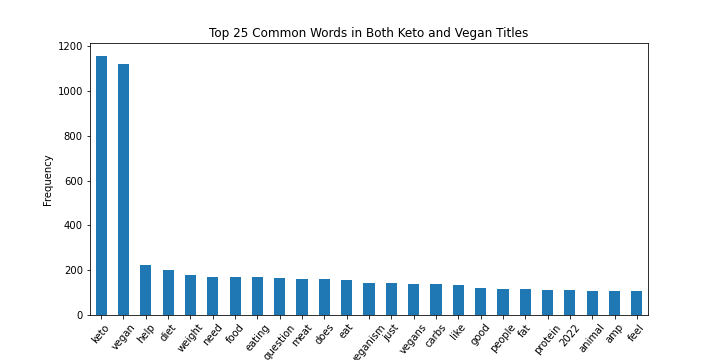 Top 25 Common Words in Both Keto and Vegan Titles
Frequency
1200
1000
800
600
400
200
0
keto
vegan
help
diet
weight
need
food
eating
question
meat
does
eat
eganism
just
vegans
carbs
like
good
people
fat
protein
2022
animal
amp
feel